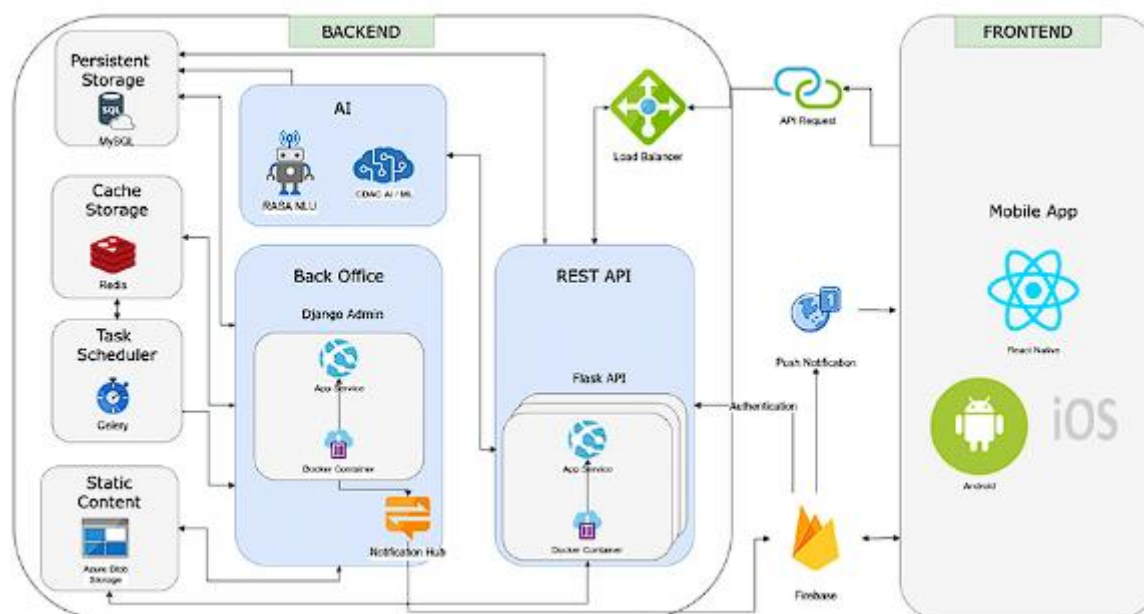 BACKEND
FRONTEND
Persistent
Storage
SQL
MySQL
AI
RASA NLU
CDAC AI / ML
Load Balancer
API Request
Cache
Storage
Redis
Mobile App
React Native
Android
iOS
Back Office
Django Admin
App Service
Docker Container
REST API
Flask API
App Service
Docker Container
1
Push Notification
Authentication
Task
Scheduler
Celery
Static
Content
Azure Blob
Storage
Notification Hub
Firebase